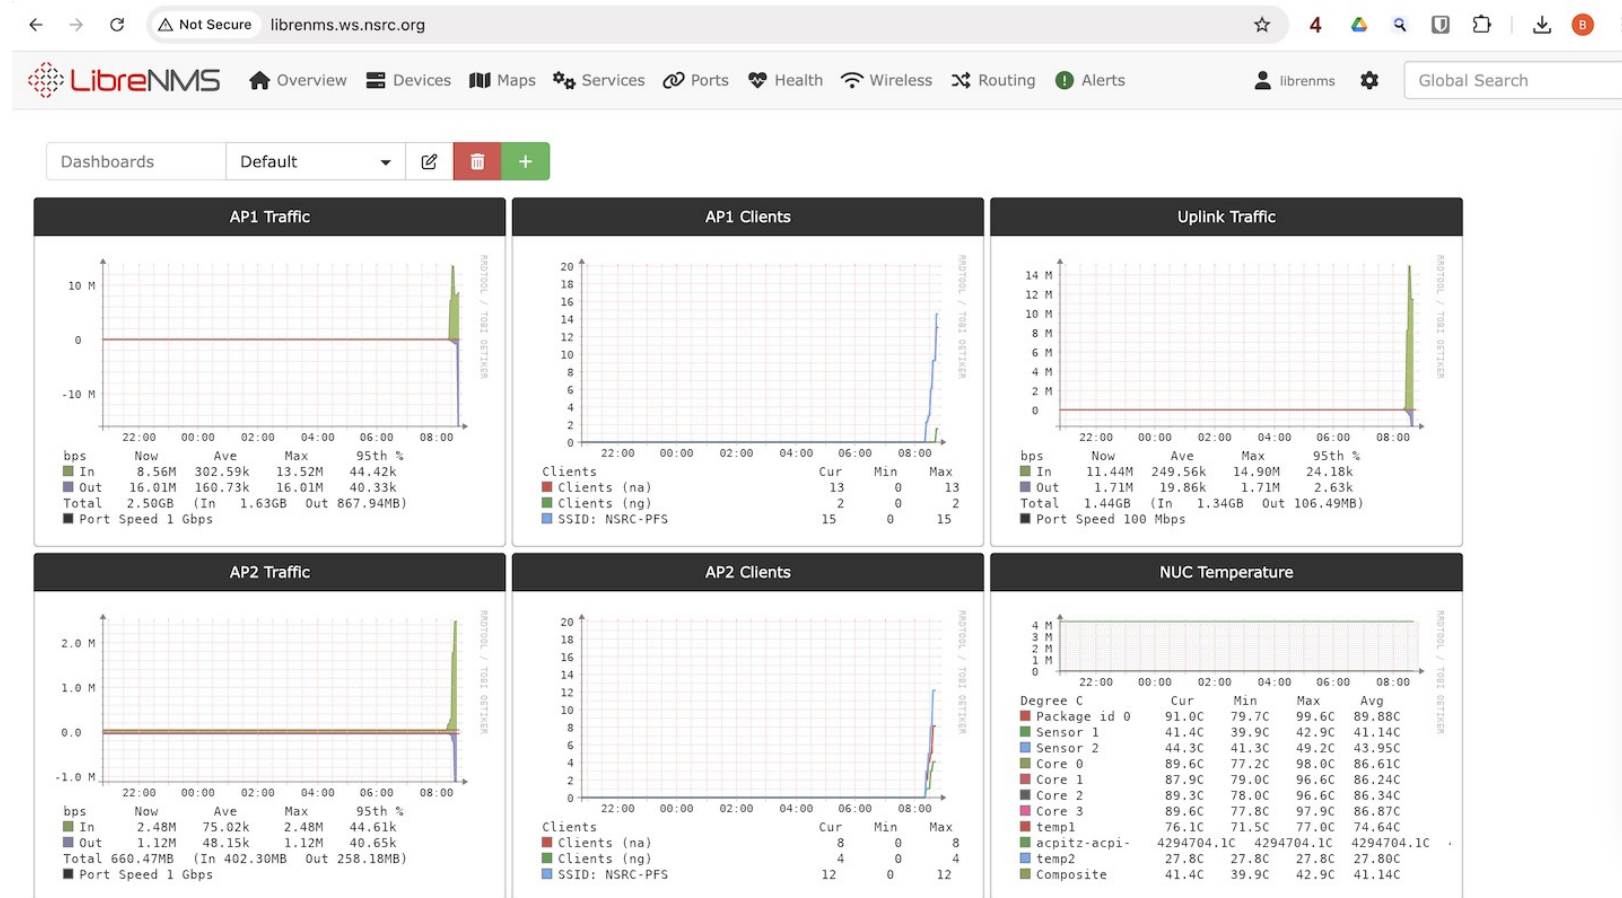 Not Secure librenms.ws.nsrc.org 4 B
LibreNMS Overview Devices Maps Services Ports Health Wireless Routing Alerts librenms Global Search
Dashboards Default +
AP1 Traffic
10 M
0
-10 M
22:00 00:00 02:00 04:00 06:00 08:00
bps Now Ave Max 95th %
In 8.56M 302.59k 13.52M 44.42k
Out 16.01M 160.73k 16.01M 40.33k
Total 2.50GB (In 1.63GB Out 867.94MB)
Port Speed 1 Gbps
RRDTOOL / TOBI OETIKER
AP1 Clients
20
18
16
14
12
10
8
6
4
2
0
22:00 00:00 02:00 04:00 06:00 08:00
Clients Cur Min Max
Clients (na) 13 0 13
Clients (ng) 2 0 2
SSID: NSRC-PFS 15 0 15
RRDTOOL / TOBI OETIKER
Uplink Traffic
14 M
12 M
10 M
8 M
6 M
4 M
2 M
0
22:00 00:00 02:00 04:00 06:00 08:00
bps Now Ave Max 95th %
In 11.44M 249.56k 14.90M 24.18k
Out 1.71M 19.86k 1.71M 2.63k
Total 1.44GB (In 1.34GB Out 106.49MB)
Port Speed 100 Mbps
RRDTOOL / TOBI OETIKER
AP2 Traffic
2.0 M
1.0 M
0.0
-1.0 M
22:00 00:00 02:00 04:00 06:00 08:00
bps Now Ave Max 95th %
In 2.48M 75.02k 2.48M 44.61k
Out 1.12M 48.15k 1.12M 40.65k
Total 660.47MB (In 402.30MB Out 258.18MB)
Port Speed 1 Gbps
RRDTOOL / TOBI OETIKER
AP2 Clients
20
18
16
14
12
10
8
6
4
2
0
22:00 00:00 02:00 04:00 06:00 08:00
Clients Cur Min Max
Clients (na) 8 0 8
Clients (ng) 4 0 4
SSID: NSRC-PFS 12 0 12
RRDTOOL / TOBI OETIKER
NUC Temperature
4 M
3 M
2 M
1 M
0
22:00 00:00 02:00 04:00 06:00 08:00
Degree C Cur Min Max Avg
Package id 0 91.0C 79.7C 99.6C 89.88C
Sensor 1 41.4C 39.9C 42.9C 41.14C
Sensor 2 44.3C 41.3C 49.2C 43.95C
Core 0 89.6C 77.2C 98.0C 86.61C
Core 1 87.9C 79.0C 96.6C 86.24C
Core 2 89.3C 78.0C 96.6C 86.34C
Core 3 89.6C 77.8C 97.9C 86.87C
temp1 76.1C 71.5C 77.0C 74.64C
acpitz-acpi- 4294704.1C 4294704.1C 4294704.1C
temp2 27.8C 27.8C 27.8C 27.80C
Composite 41.4C 39.9C 42.9C 41.14C
RRDTOOL / TOBI OETIKER